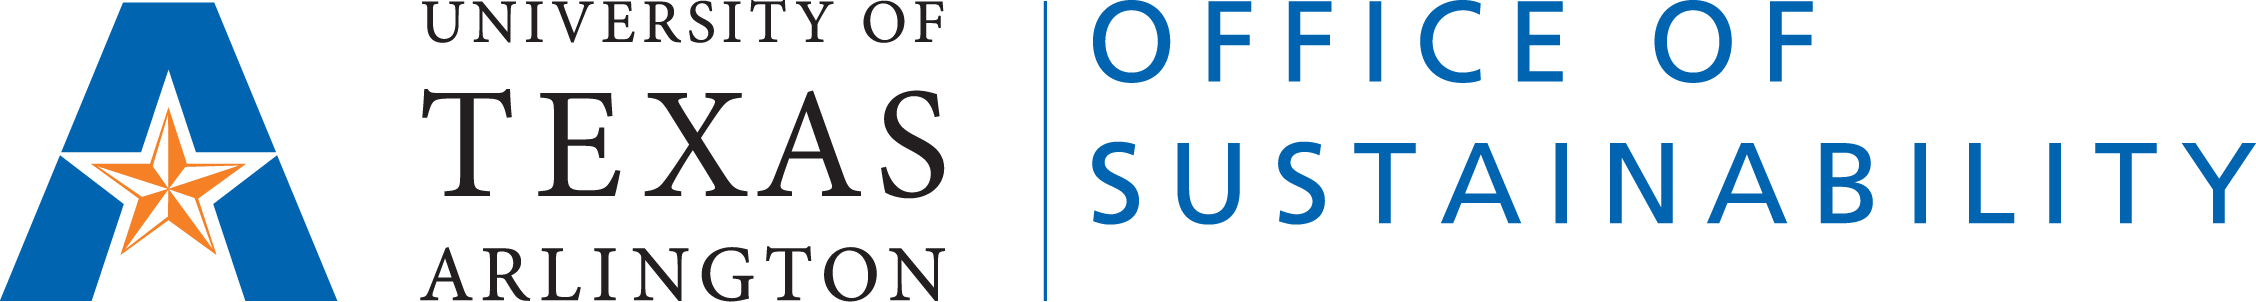 UNIVERSITY OF
TEXAS
ARLINGTON
OFFICE OF
SUSTAINABILITY